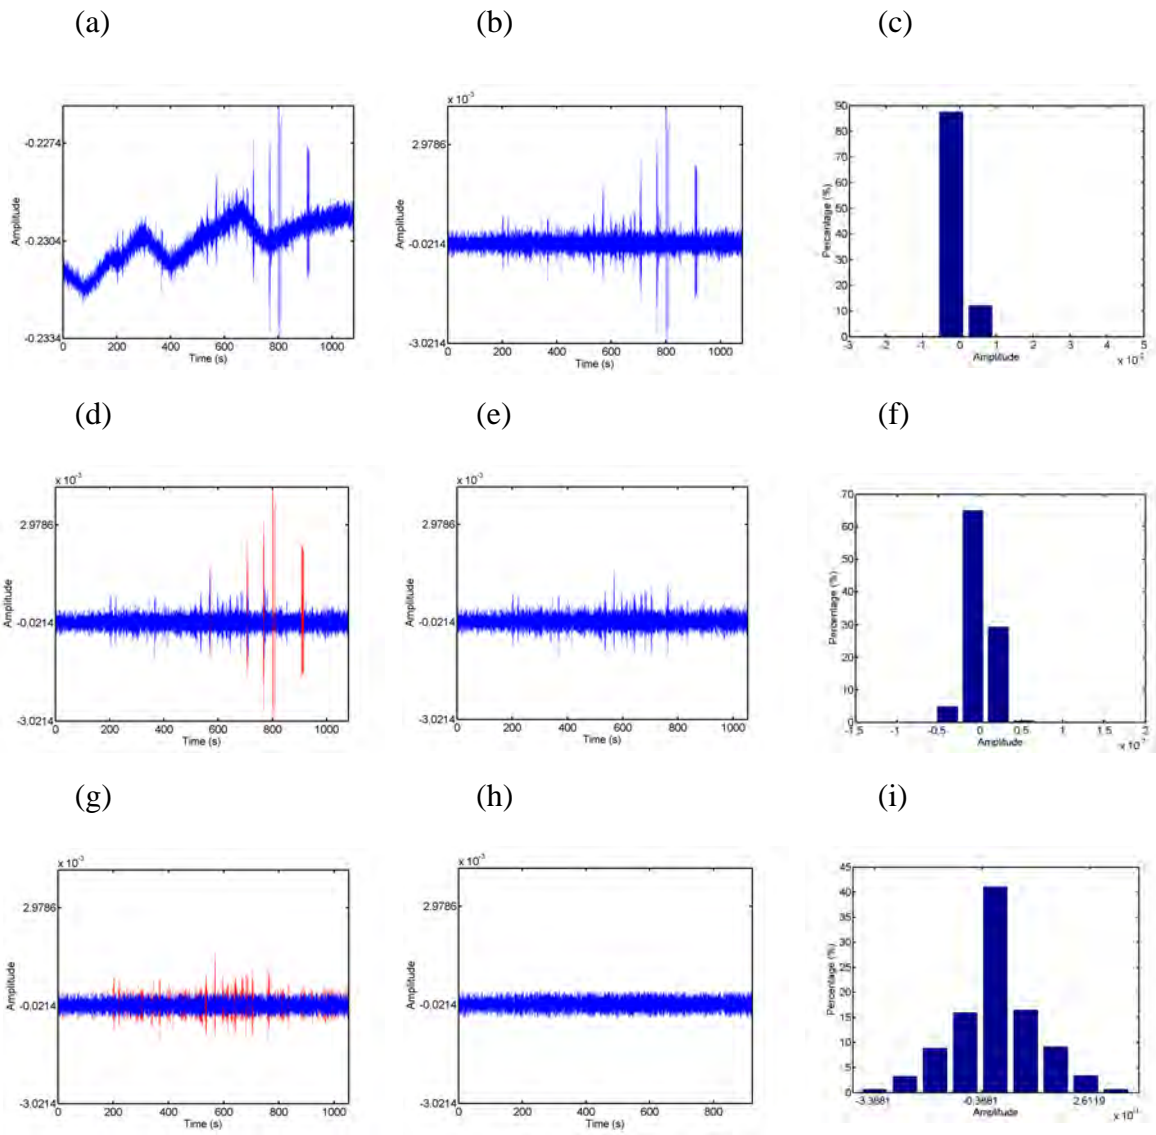 (a) (b) (c)
-0.2274
-0.2304
-0.2334
Amplitude
0 200 400 600 800 1000
Time (s)
x 10-3
2.9786
-0.0214
-3.0214
Amplitude
0 200 400 600 800 1000
Time (s)
90
80
70
60
50
40
30
20
10
0
Percentage (%)
-3 -2 -1 0 1 2 3 4 5
Amplitude
(d) (e) (f)
x 10-3
2.9786
-0.0214
-3.0214
Amplitude
0 200 400 600 800 1000
Time (s)
x 10-3
2.9786
-0.0214
-3.0214
Amplitude
0 200 400 600 800 1000
Time (s)
70
60
50
40
30
20
10
0
Percentage (%)
-1.5 -1 -0.5 0 0.5 1 1.5 2
Amplitude
(g) (h) (i)
x 10-3
2.9786
-0.0214
-3.0214
Amplitude
0 200 400 600 800 1000
Time (s)
x 10-3
2.9786
-0.0214
-3.0214
Amplitude
0 200 400 600 800
Time (s)
45
40
35
30
25
20
15
10
5
0
Percentage (%)
-3.3881 -0.3881 2.6119
Amplitude